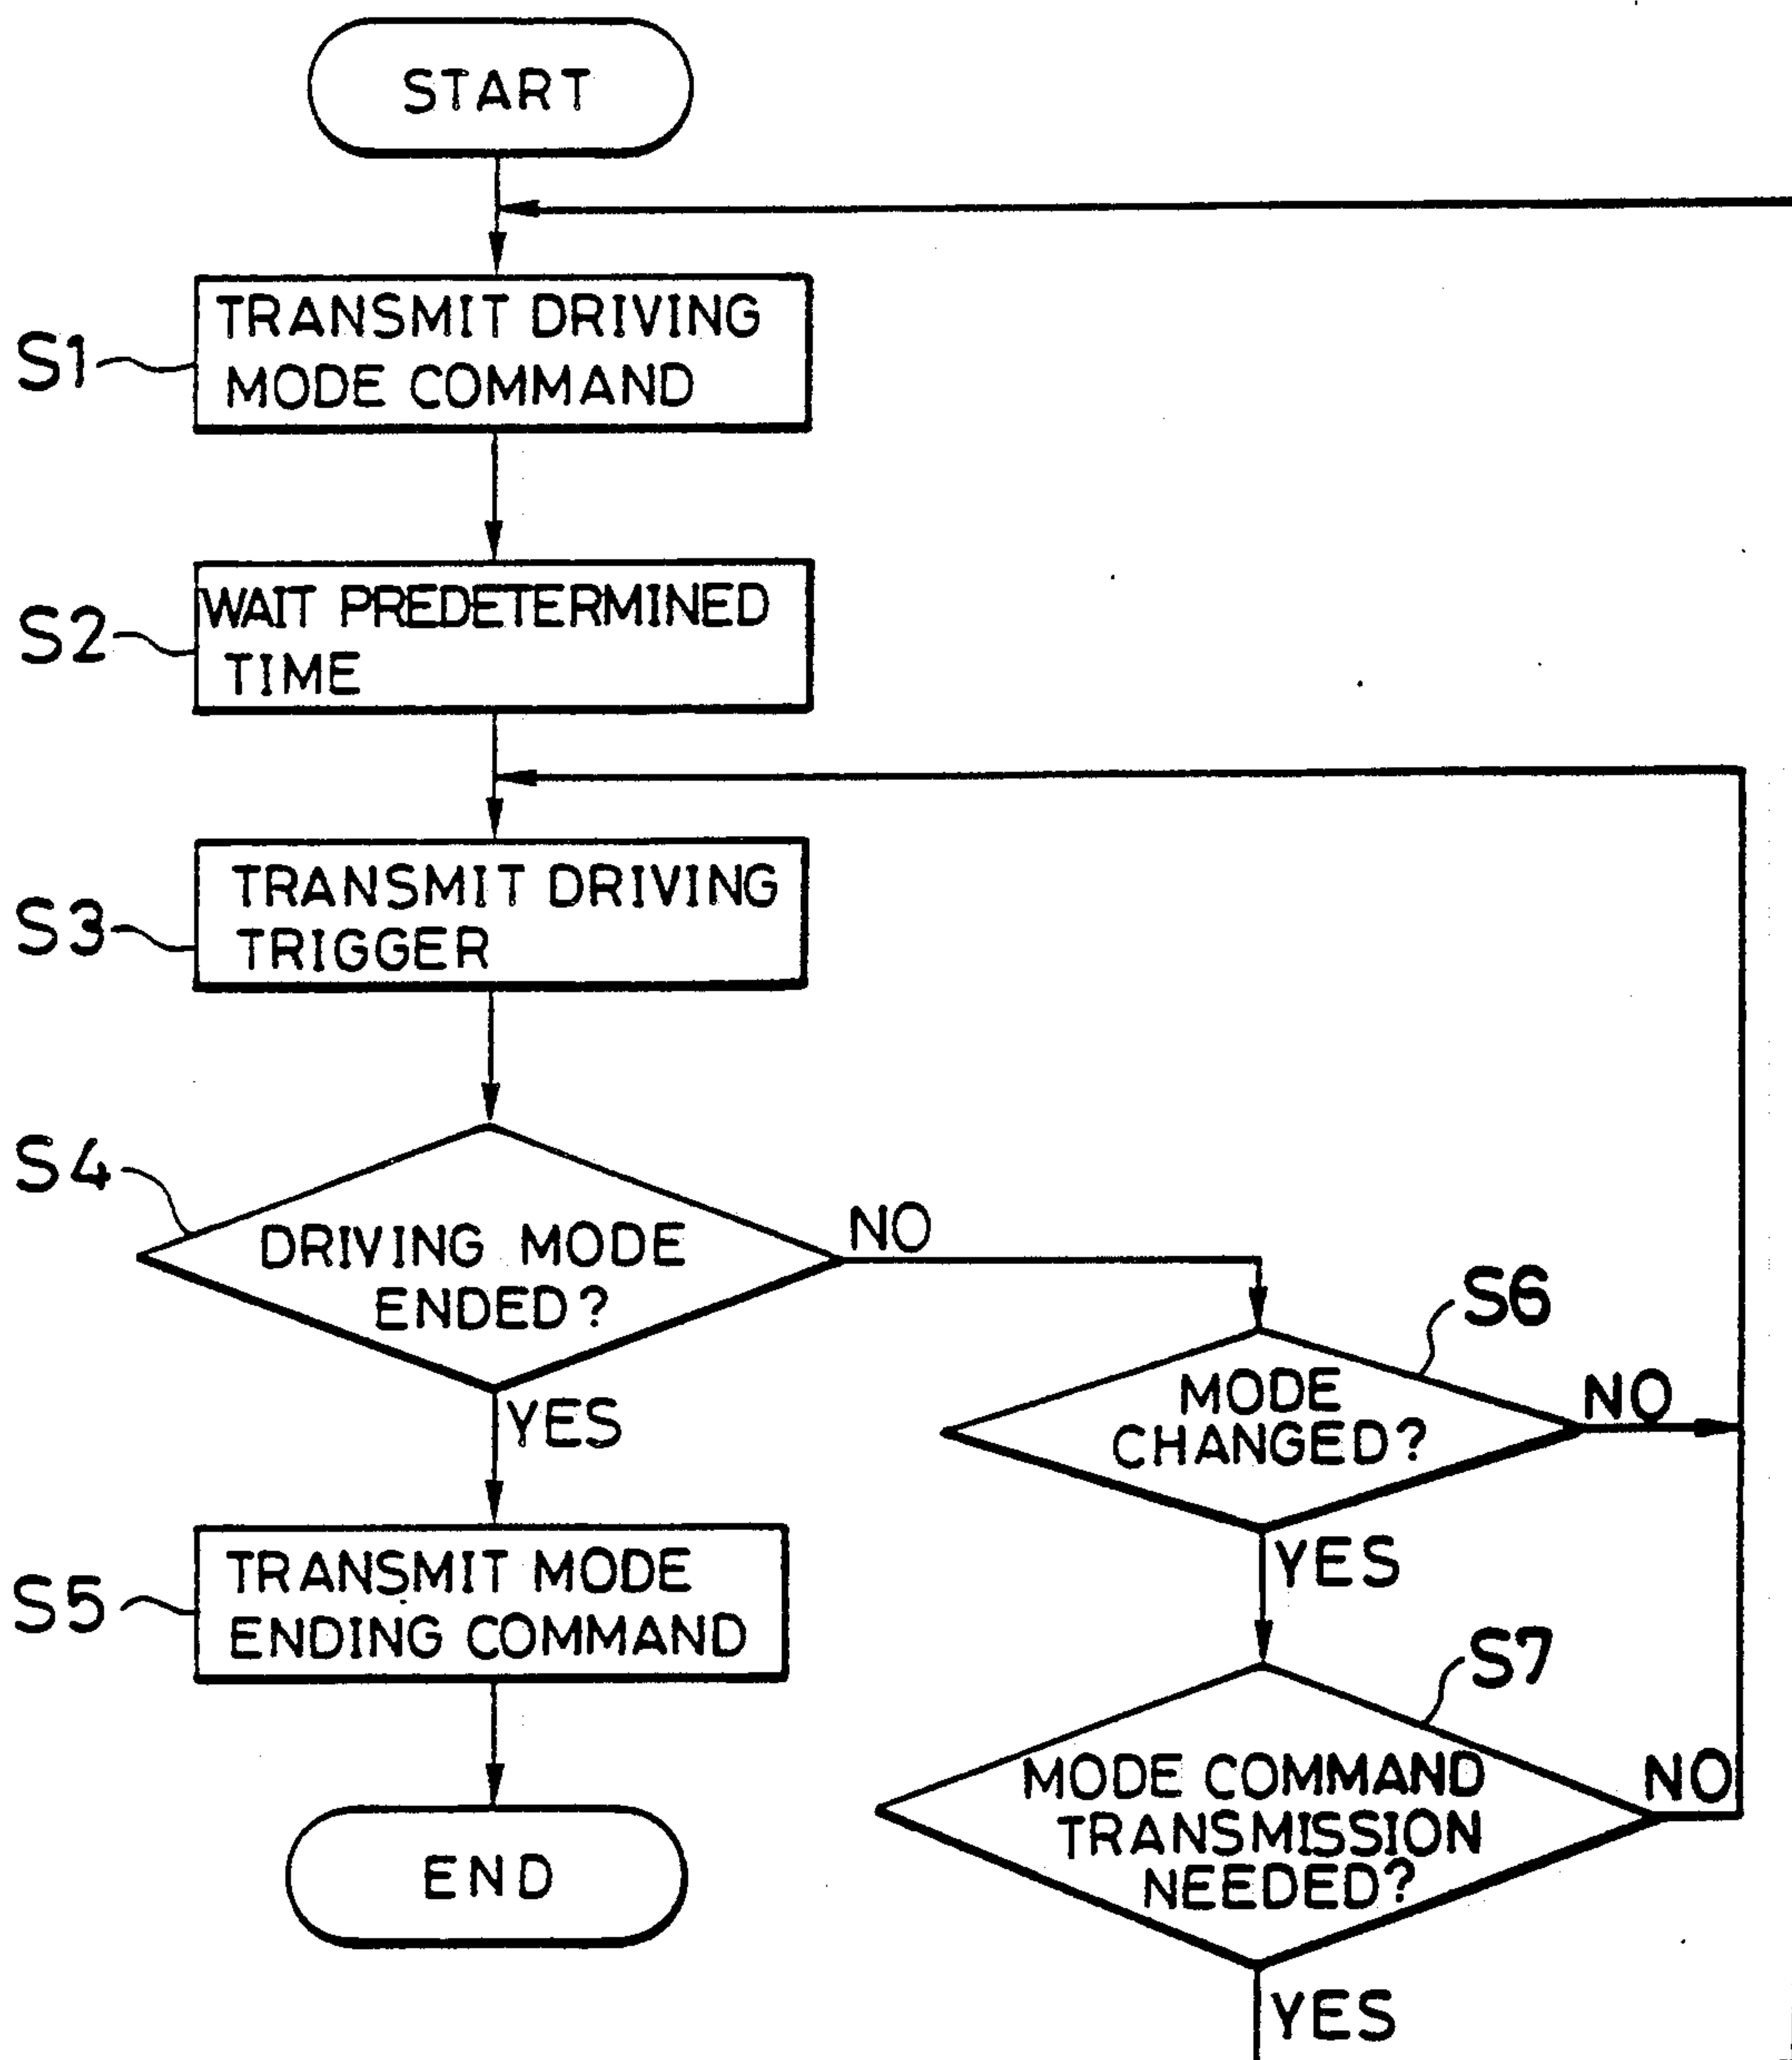 START
S1
TRANSMIT DRIVING
MODE COMMAND
S2
WAIT PREDETERMINED
TIME
S3
TRANSMIT DRIVING
TRIGGER
S4
DRIVING MODE
ENDED?
NO
YES
S6
MODE
CHANGED?
NO
YES
S5
TRANSMIT MODE
ENDING COMMAND
S7
MODE COMMAND
TRANSMISSION
NEEDED?
NO
YES
END